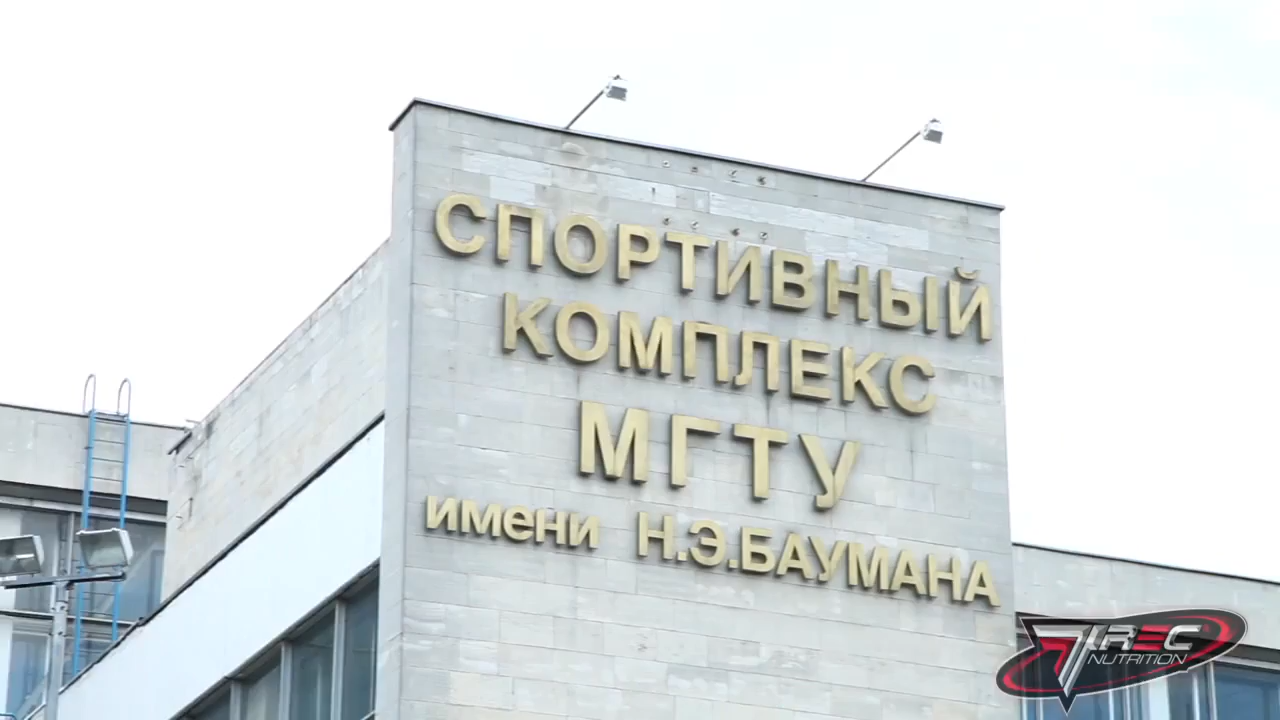 СПОРТИВНЫЙ
КОМПЛЕКС
МГТУ
имени Н.Э.БАУМАНА
TREC
NUTRITION